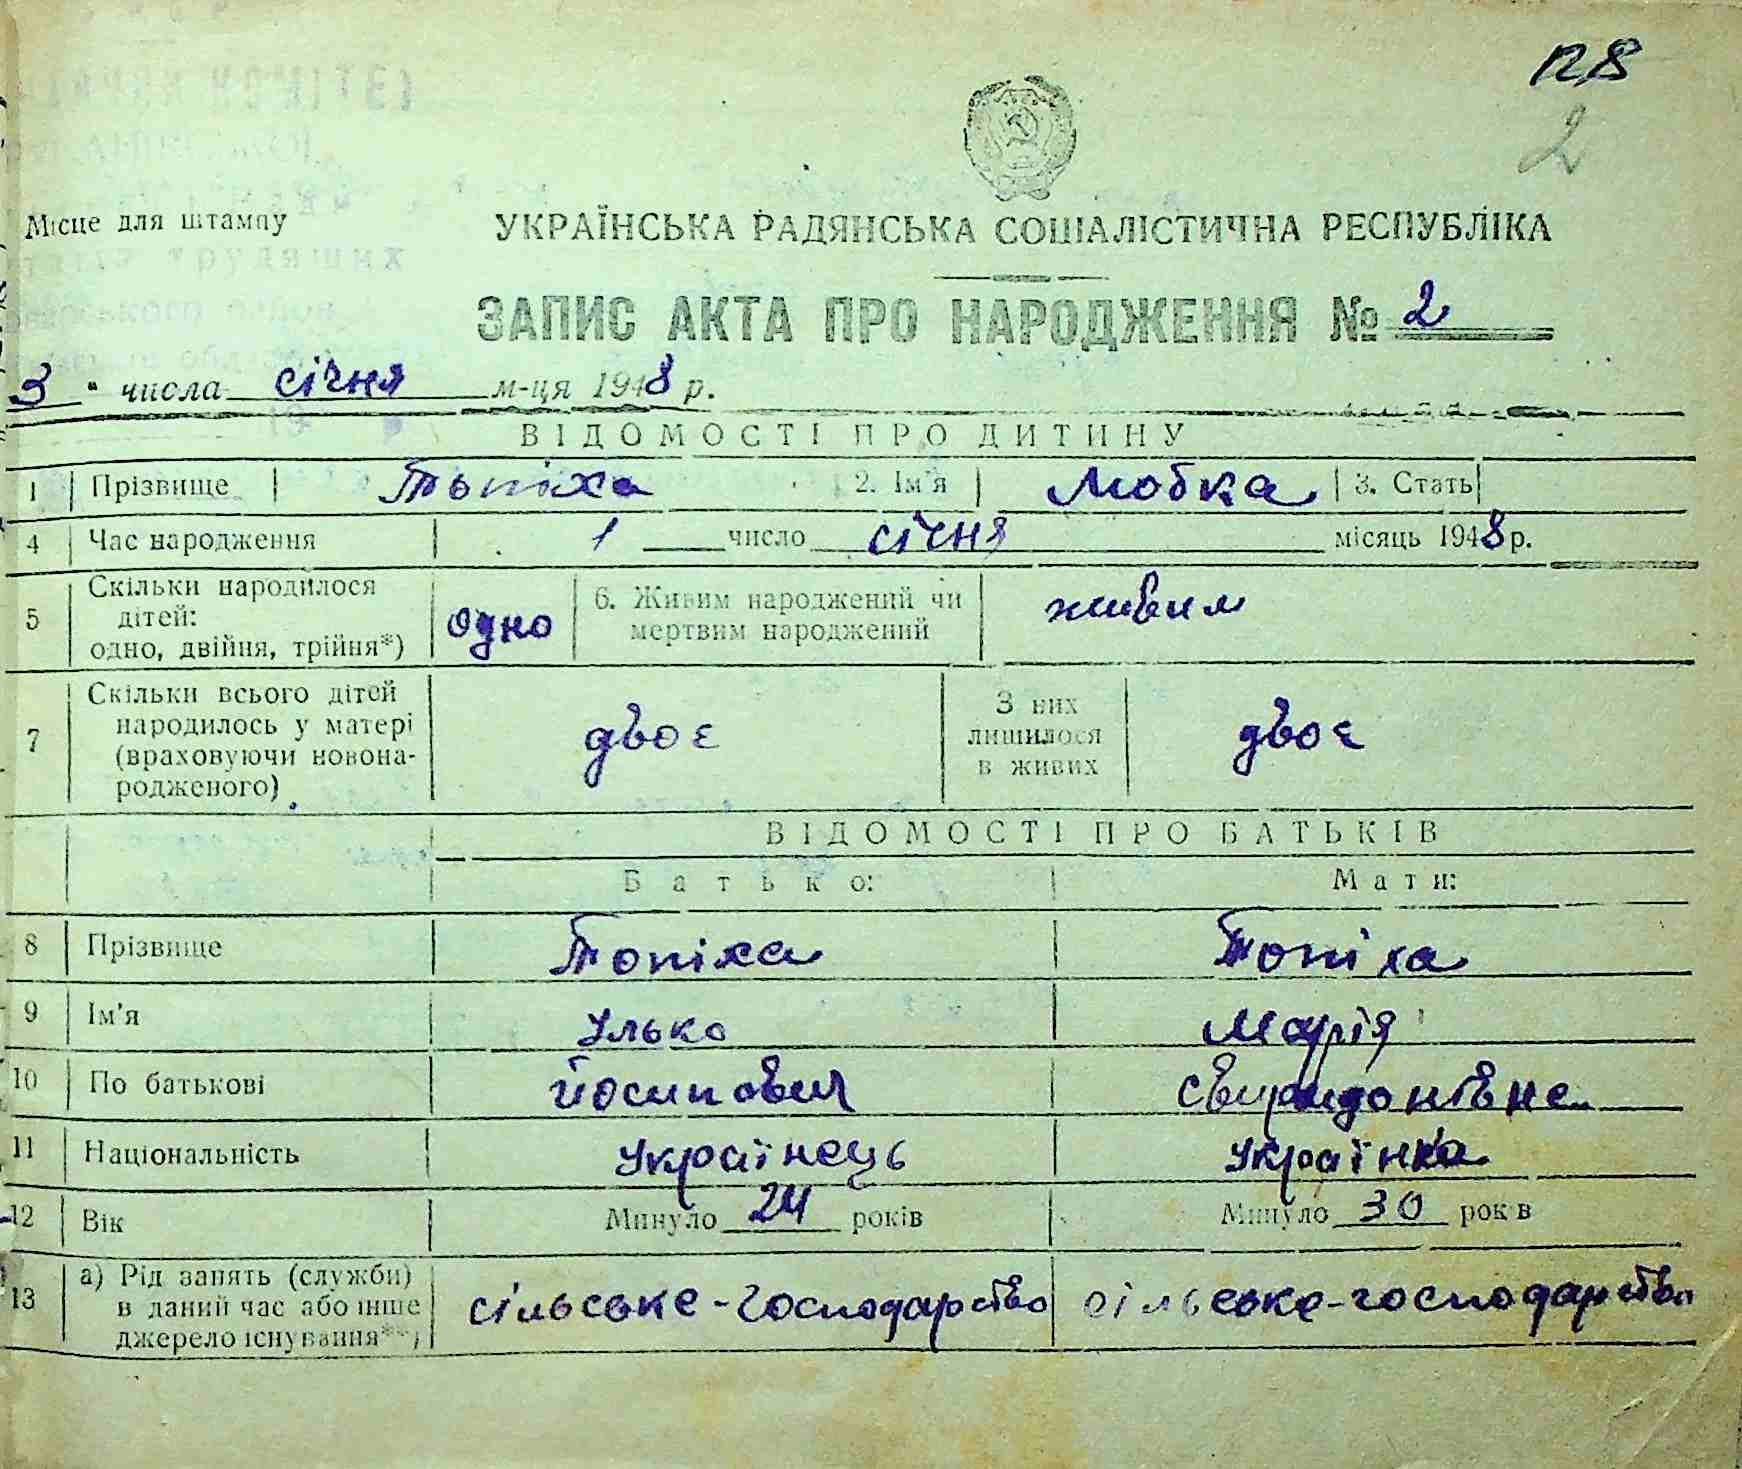 128
2
Місце для штампу
УКРАЇНСЬКА РАДЯНСЬКА СОЦІАЛІСТИЧНА РЕСПУБЛІКА
ЗАПИС АКТА ПРО НАРОДЖЕННЯ № 2
3 числа січня м-ця 1948 р.
ВІДОМОСТІ ПРО ДИТИНУ
1 Прізвище Топіха 2. Ім'я Любка 3. Стать
4 Час народження 1 число січня місяць 1948 р.
5 Скільки народилося дітей: одно, двійня, трійня*) одно 6. Живим народжений чи мертвим народжений живим
7 Скільки всього дітей народилось у матері (враховуючи новонародженого) двоє З них лишилося в живих двоє
ВІДОМОСТІ ПРО БАТЬКІВ
Батько: Мати:
8 Прізвище Топіха Топіха
9 Ім'я Улько Марія
10 По батькові Йосипович Свиридонівна
11 Національність Українець Українка
12 Вік Минуло 24 років Минуло 30 років
13 а) Рід занять (служби) в даний час або інше джерело існування**) сільське-господарство сільське-господарство